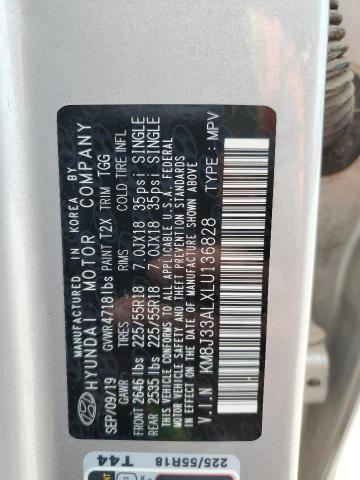 MANUFACTURED IN KOREA BY
HYUNDAI MOTOR COMPANY
SEP/09/19 GVWR 4718lbs PAINT T2X TRIM TGG
GAWR TIRES RMS COLD TIRE INFL
FRONT 2646 lbs 225/55R18 7.0JX18 35psi SINGLE
REAR 2535 lbs 225/55R18 7.0JX18 35psi SINGLE
THIS VEHICLE CONFORMS TO ALL APPLICABLE U.S.A. FEDERAL
MOTOR VEHICLE SAFETY, BUMPER, AND THEFT PREVENTION
STANDARDS IN EFFECT ON THE DATE OF MANUFACTURE SHOWN ABOVE.
V.I.N : KM8J33ALXLU136828 TYPE : MPV
225/55R18
T44